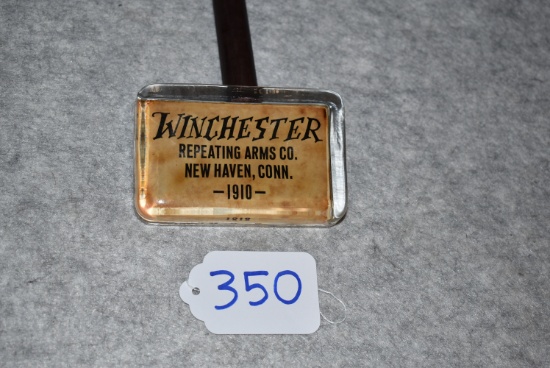 WINCHESTER
REPEATING ARMS CO.
NEW HAVEN, CONN.
—1910—
350